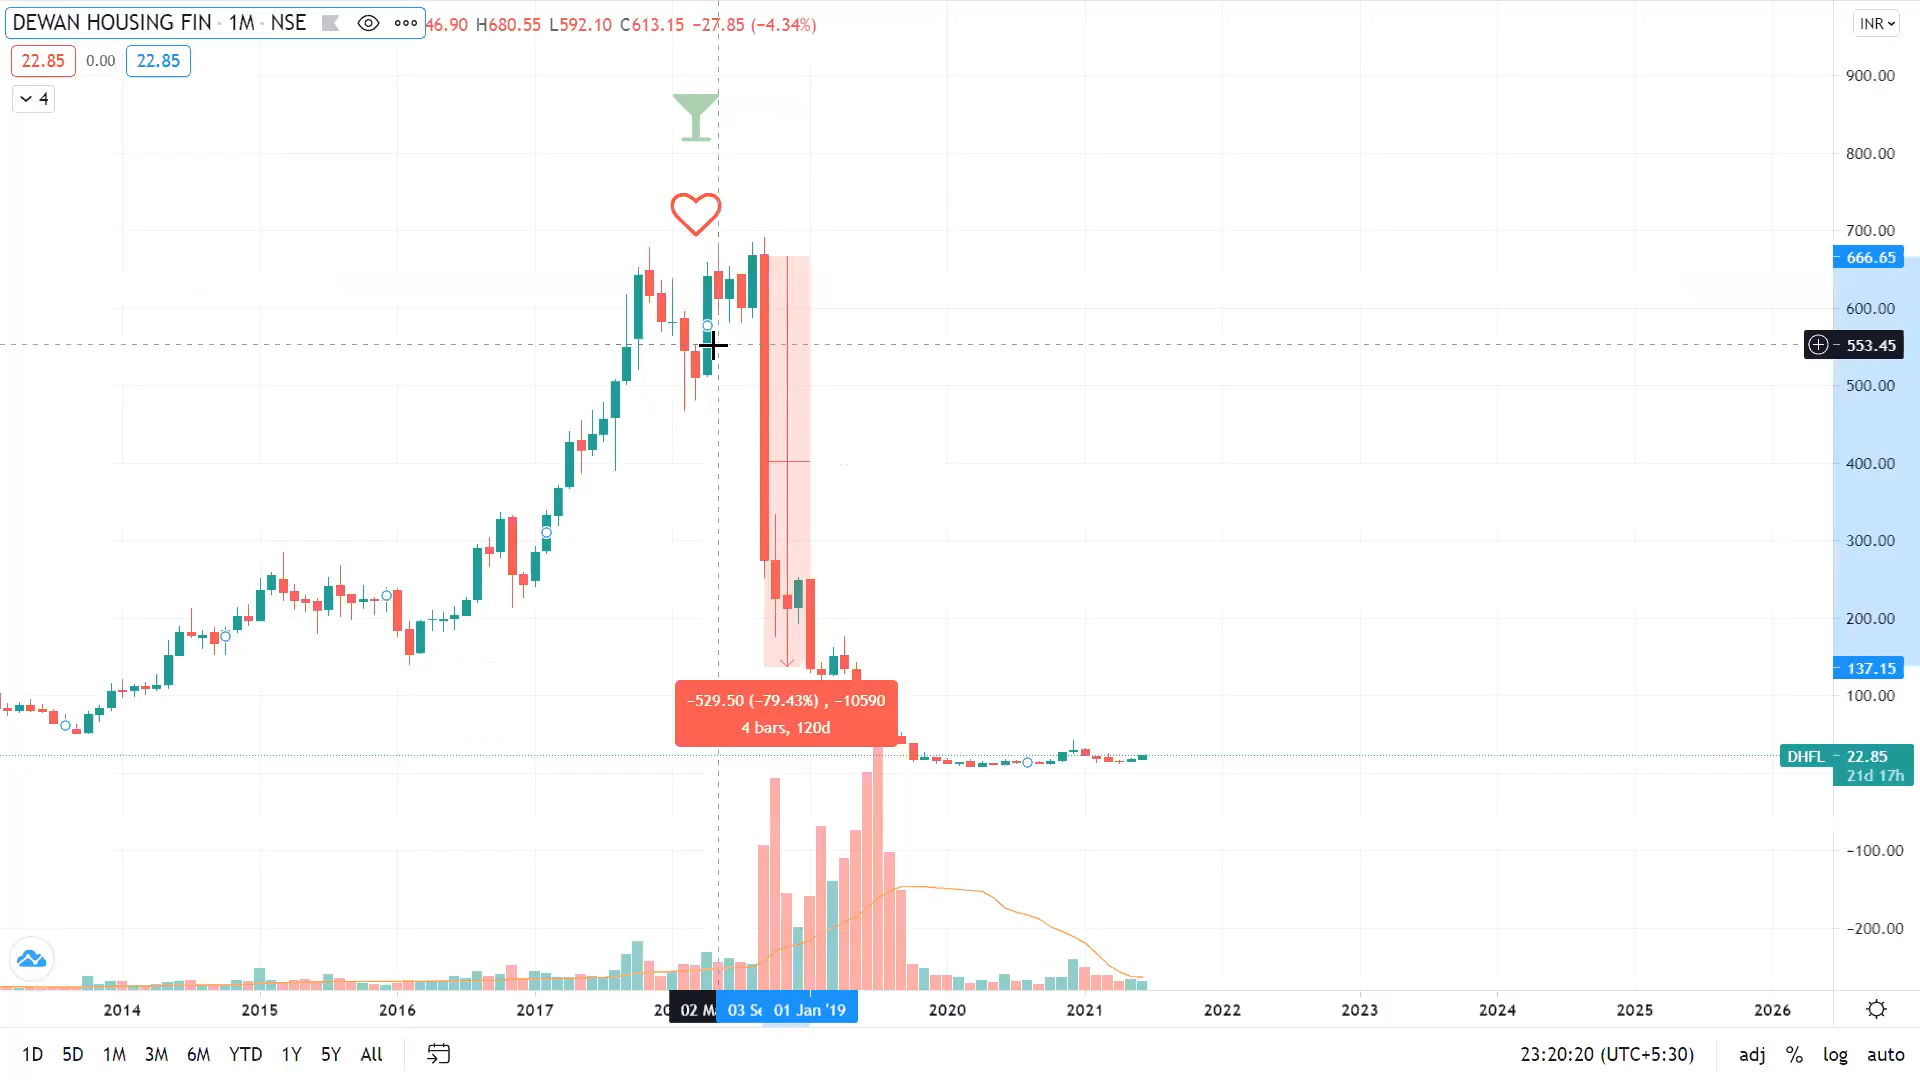 DEWAN HOUSING FIN · 1M · NSE
46.90 H680.55 L592.10 C613.15 −27.85 (−4.34%)
INR
22.85 0.00 22.85
4
900.00
800.00
700.00
666.65
600.00
553.45
500.00
400.00
300.00
200.00
137.15
100.00
−529.50 (−79.43%) , −10590
4 bars, 120d
DHFL 22.85
21d 17h
−100.00
−200.00
2014 2015 2016 2017 02 M 03 Se 01 Jan '19 2020 2021 2022 2023 2024 2025 2026
1D 5D 1M 3M 6M YTD 1Y 5Y All 23:20:20 (UTC+5:30) adj % log auto